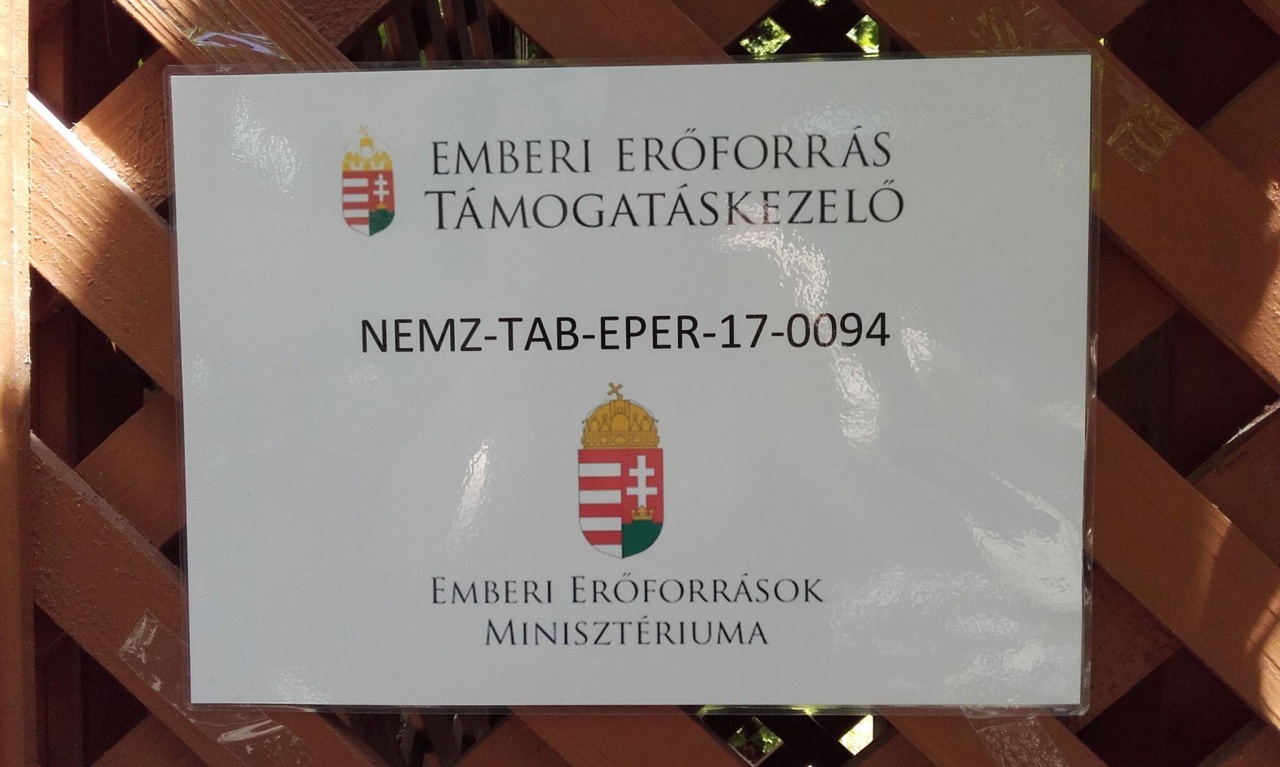 EMBERI ERŐFORRÁS
TÁMOGATÁSKEZELŐ
NEMZ-TAB-EPER-17-0094
EMBERI ERŐFORRÁSOK
MINISZTÉRIUMA